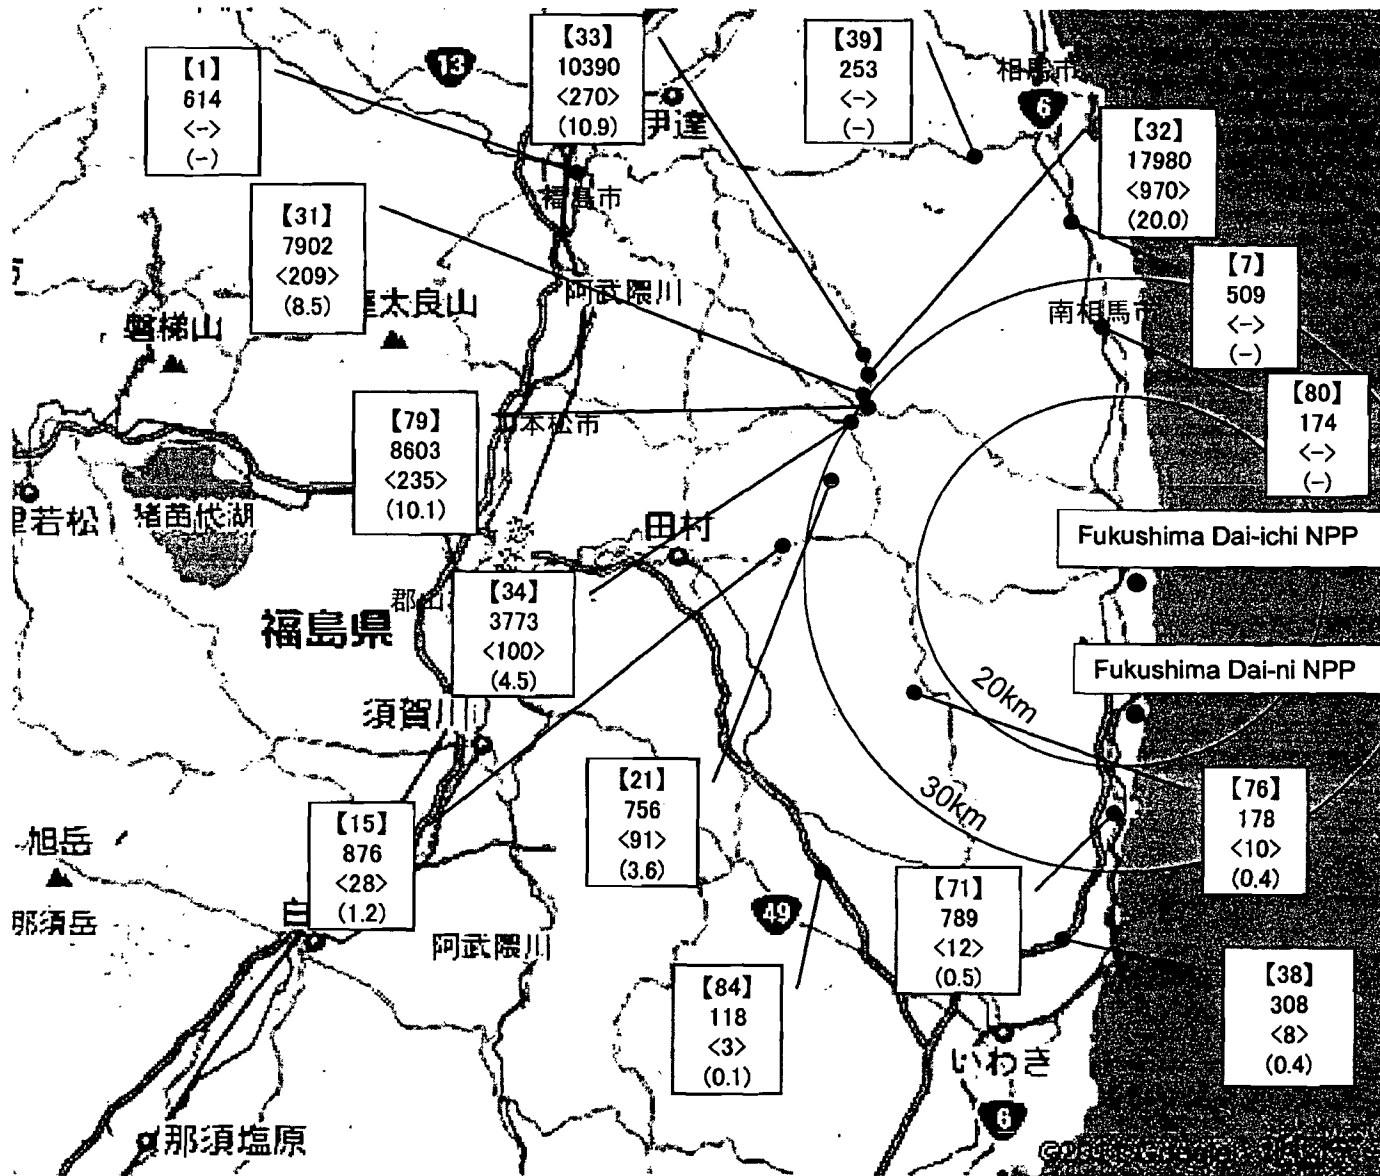 【1】
614
<->
(-)
13
【33】
10390
<270>
(10.9)
伊達
【39】
253
<->
(-)
相馬市
6
【32】
17980
<970>
(20.0)
福島市
【31】
7902
<209>
(8.5)
阿武隈川
磐梯山
【7】
509
<->
(-)
南相馬市
【80】
174
<->
(-)
【79】
8603
<235>
(10.1)
本松市
猪苗代湖
若松
田村
Fukushima Dai-ichi NPP
郡山
福島県
【34】
3773
<100>
(4.5)
Fukushima Dai-ni NPP
20km
須賀川
30km
【21】
756
<91>
(3.6)
【76】
178
<10>
(0.4)
【15】
876
<28>
(1.2)
旭岳
那須岳
白
阿武隈川
49
【71】
789
<12>
(0.5)
【84】
118
<3>
(0.1)
【38】
308
<8>
(0.4)
いわき
6
那須塩原